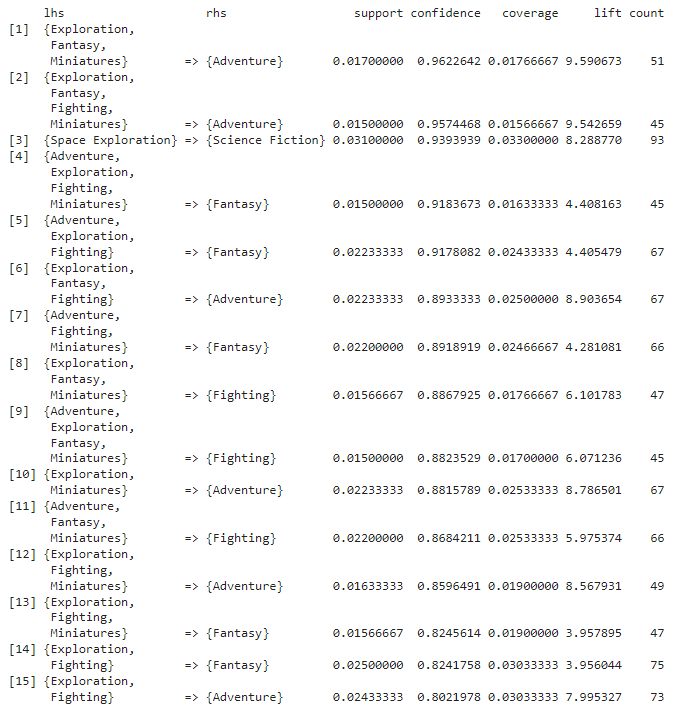 lhs rhs support confidence coverage lift count
[1] {Exploration,
Fantasy,
Miniatures} => {Adventure} 0.01700000 0.9622642 0.01766667 9.590673 51
[2] {Exploration,
Fantasy,
Fighting,
Miniatures} => {Adventure} 0.01500000 0.9574468 0.01566667 9.542659 45
[3] {Space Exploration} => {Science Fiction} 0.03100000 0.9393939 0.03300000 8.288770 93
[4] {Adventure,
Exploration,
Fighting,
Miniatures} => {Fantasy} 0.01500000 0.9183673 0.01633333 4.408163 45
[5] {Adventure,
Exploration,
Fighting} => {Fantasy} 0.02233333 0.9178082 0.02433333 4.405479 67
[6] {Exploration,
Fantasy,
Fighting} => {Adventure} 0.02233333 0.8933333 0.02500000 8.903654 67
[7] {Adventure,
Fighting,
Miniatures} => {Fantasy} 0.02200000 0.8918919 0.02466667 4.281081 66
[8] {Exploration,
Fantasy,
Miniatures} => {Fighting} 0.01566667 0.8867925 0.01766667 6.101783 47
[9] {Adventure,
Exploration,
Fantasy,
Miniatures} => {Fighting} 0.01500000 0.8823529 0.01700000 6.071236 45
[10] {Exploration,
Miniatures} => {Adventure} 0.02233333 0.8815789 0.02533333 8.786501 67
[11] {Adventure,
Fantasy,
Miniatures} => {Fighting} 0.02200000 0.8684211 0.02533333 5.975374 66
[12] {Exploration,
Fighting,
Miniatures} => {Adventure} 0.01633333 0.8596491 0.01900000 8.567931 49
[13] {Exploration,
Fighting,
Miniatures} => {Fantasy} 0.01566667 0.8245614 0.01900000 3.957895 47
[14] {Exploration,
Fighting} => {Fantasy} 0.02500000 0.8241758 0.03033333 3.956044 75
[15] {Exploration,
Fighting} => {Adventure} 0.02433333 0.8021978 0.03033333 7.995327 73